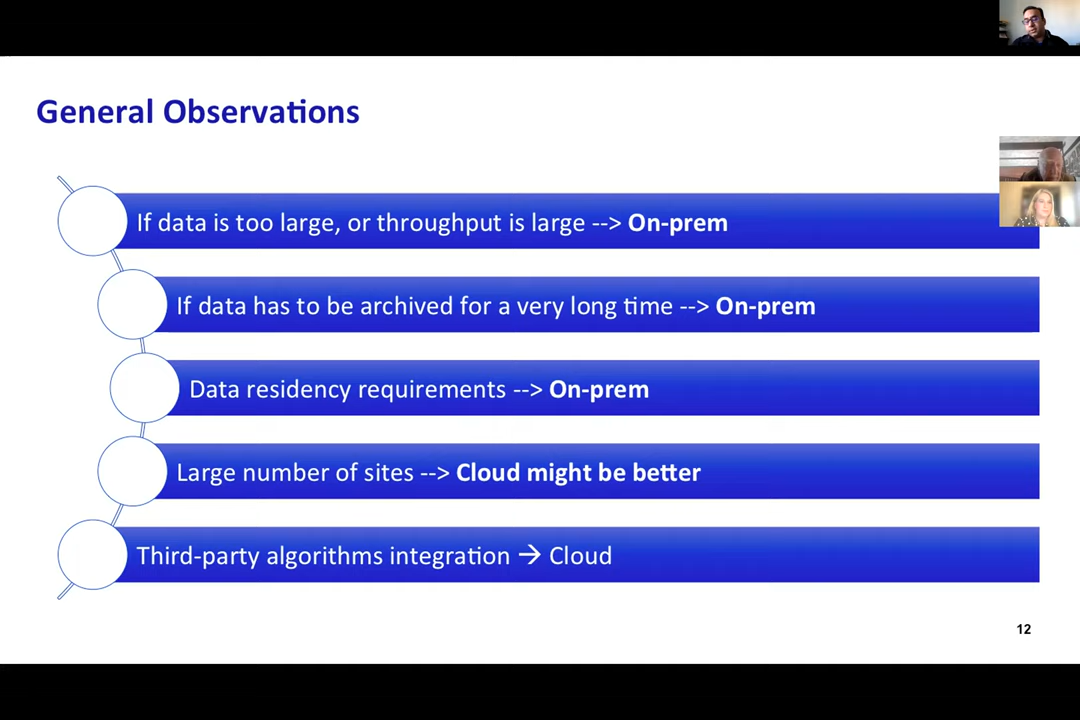 General Observations
If data is too large, or throughput is large --> On-prem
If data has to be archived for a very long time --> On-prem
Data residency requirements --> On-prem
Large number of sites --> Cloud might be better
Third-party algorithms integration → Cloud
12